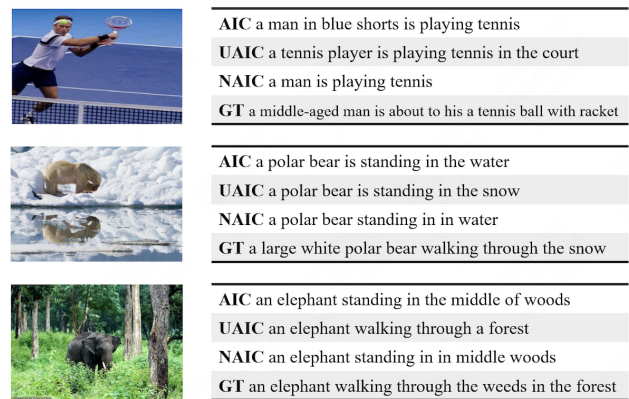 AIC a man in blue shorts is playing tennis
UAIC a tennis player is playing tennis in the court
NAIC a man is playing tennis
GT a middle-aged man is about to his a tennis ball with racket
AIC a polar bear is standing in the water
UAIC a polar bear is standing in the snow
NAIC a polar bear standing in in water
GT a large white polar bear walking through the snow
AIC an elephant standing in the middle of woods
UAIC an elephant walking through a forest
NAIC an elephant standing in in middle woods
GT an elephant walking through the weeds in the forest